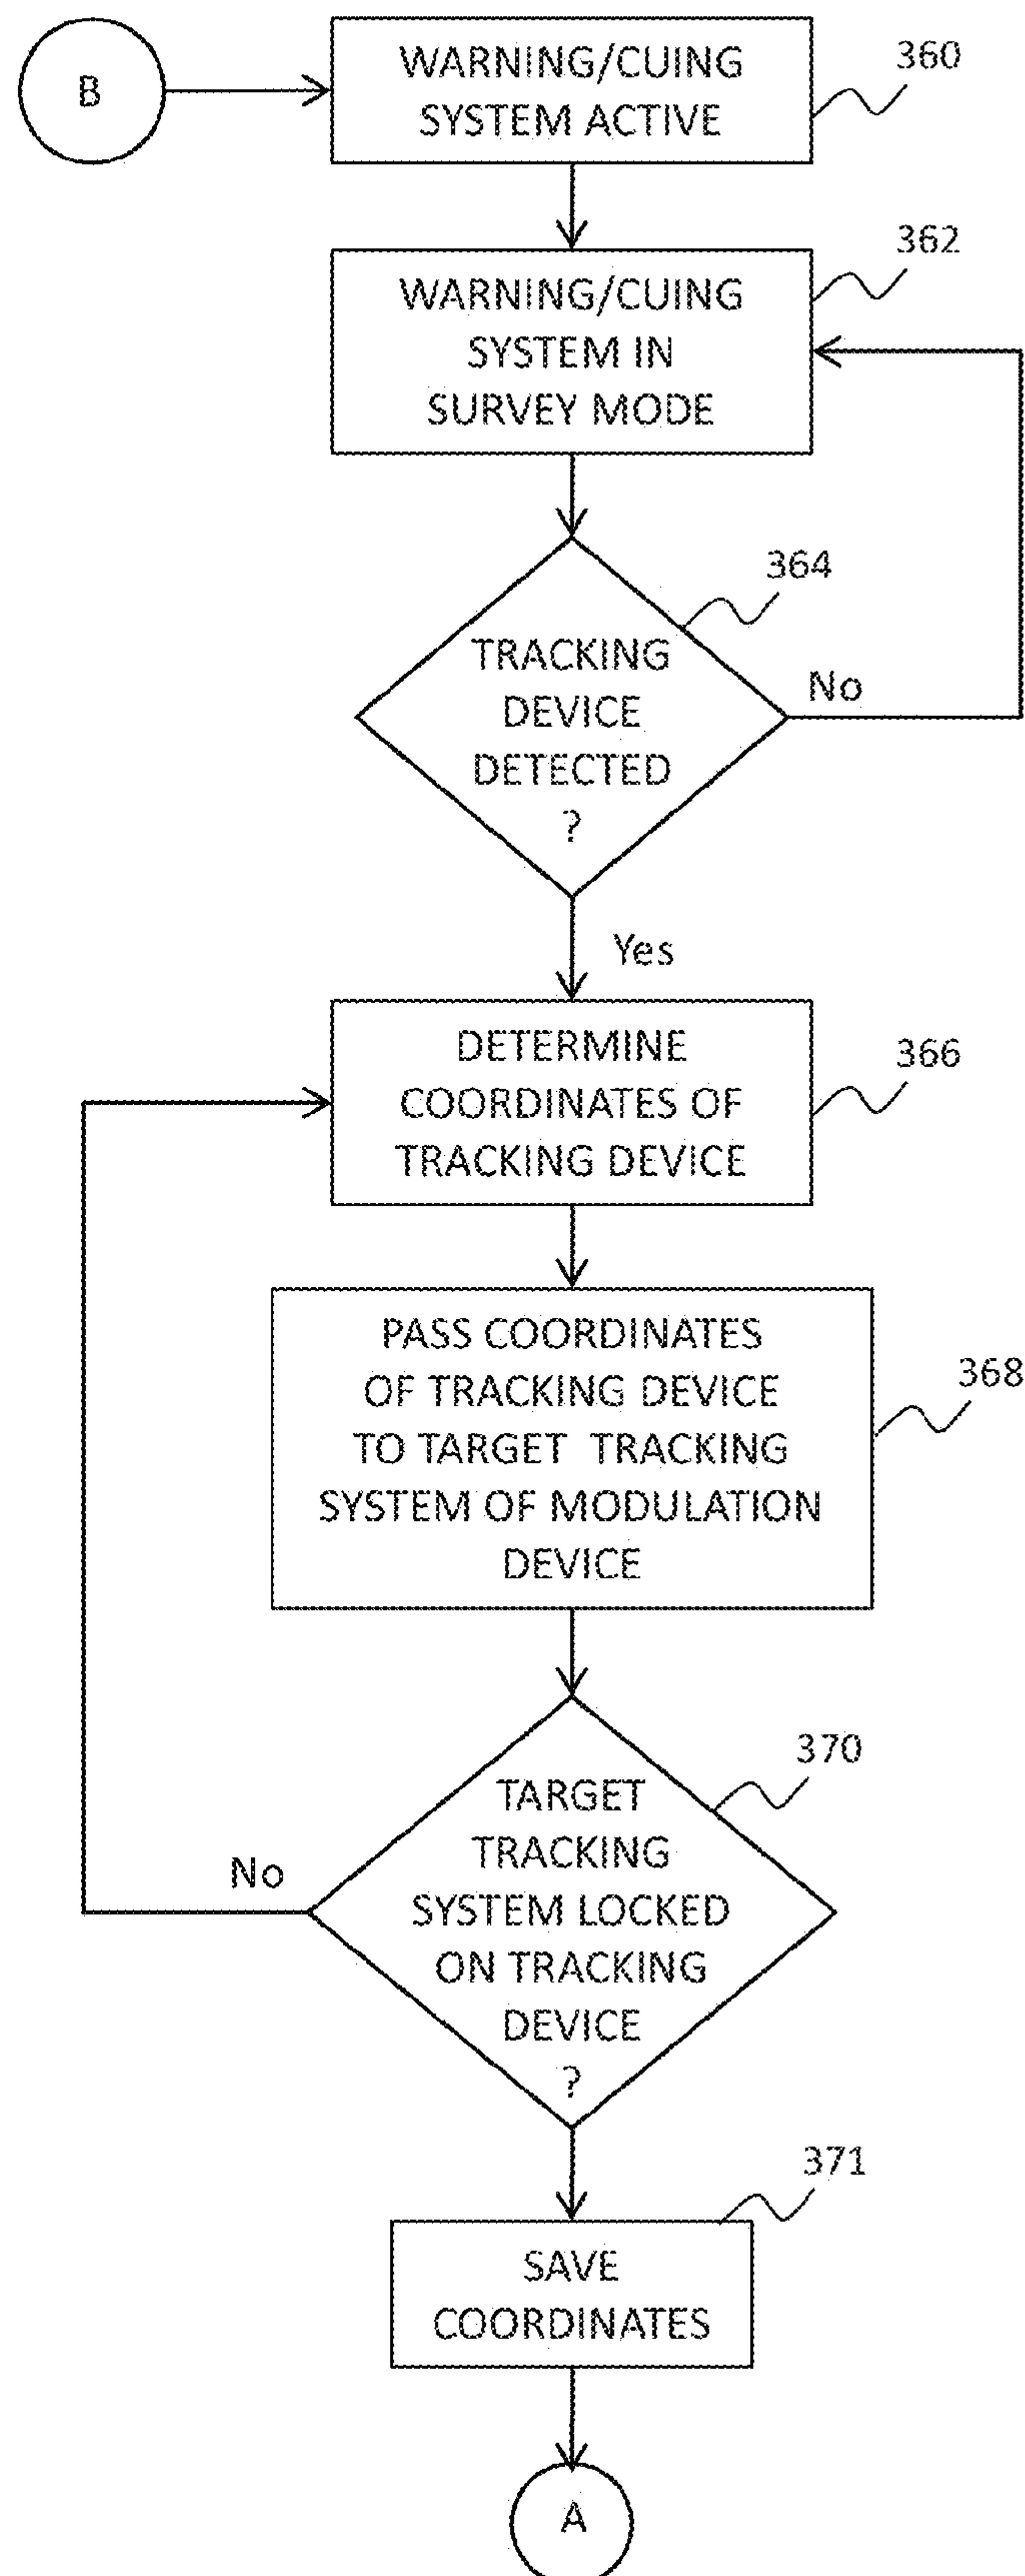 B
WARNING/CUING
SYSTEM ACTIVE
360
362
WARNING/CUING
SYSTEM IN
SURVEY MODE
364
TRACKING
DEVICE
DETECTED
?
No
Yes
DETERMINE
COORDINATES OF
TRACKING DEVICE
366
PASS COORDINATES
OF TRACKING DEVICE
TO TARGET TRACKING
SYSTEM OF MODULATION
DEVICE
368
370
TARGET
TRACKING
SYSTEM LOCKED
ON TRACKING
DEVICE
?
No
371
SAVE
COORDINATES
A